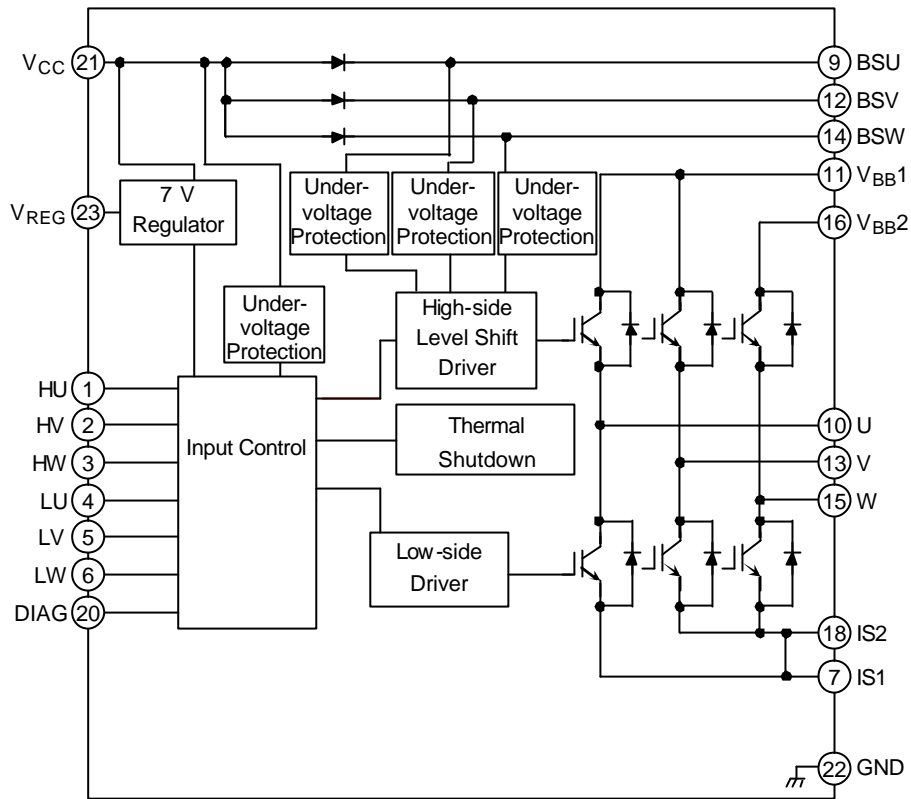 VCC 21
9 BSU
12 BSV
14 BSW
11 VBB1
16 VBB2
VREG 23
7 V
Regulator
Under-
voltage
Protection
Under-
voltage
Protection
Under-
voltage
Protection
Under-
voltage
Protection
High-side
Level Shift
Driver
HU 1
HV 2
HW 3
LU 4
LV 5
LW 6
DIAG 20
Input Control
Thermal
Shutdown
Low-side
Driver
10 U
13 V
15 W
18 IS2
7 IS1
22 GND